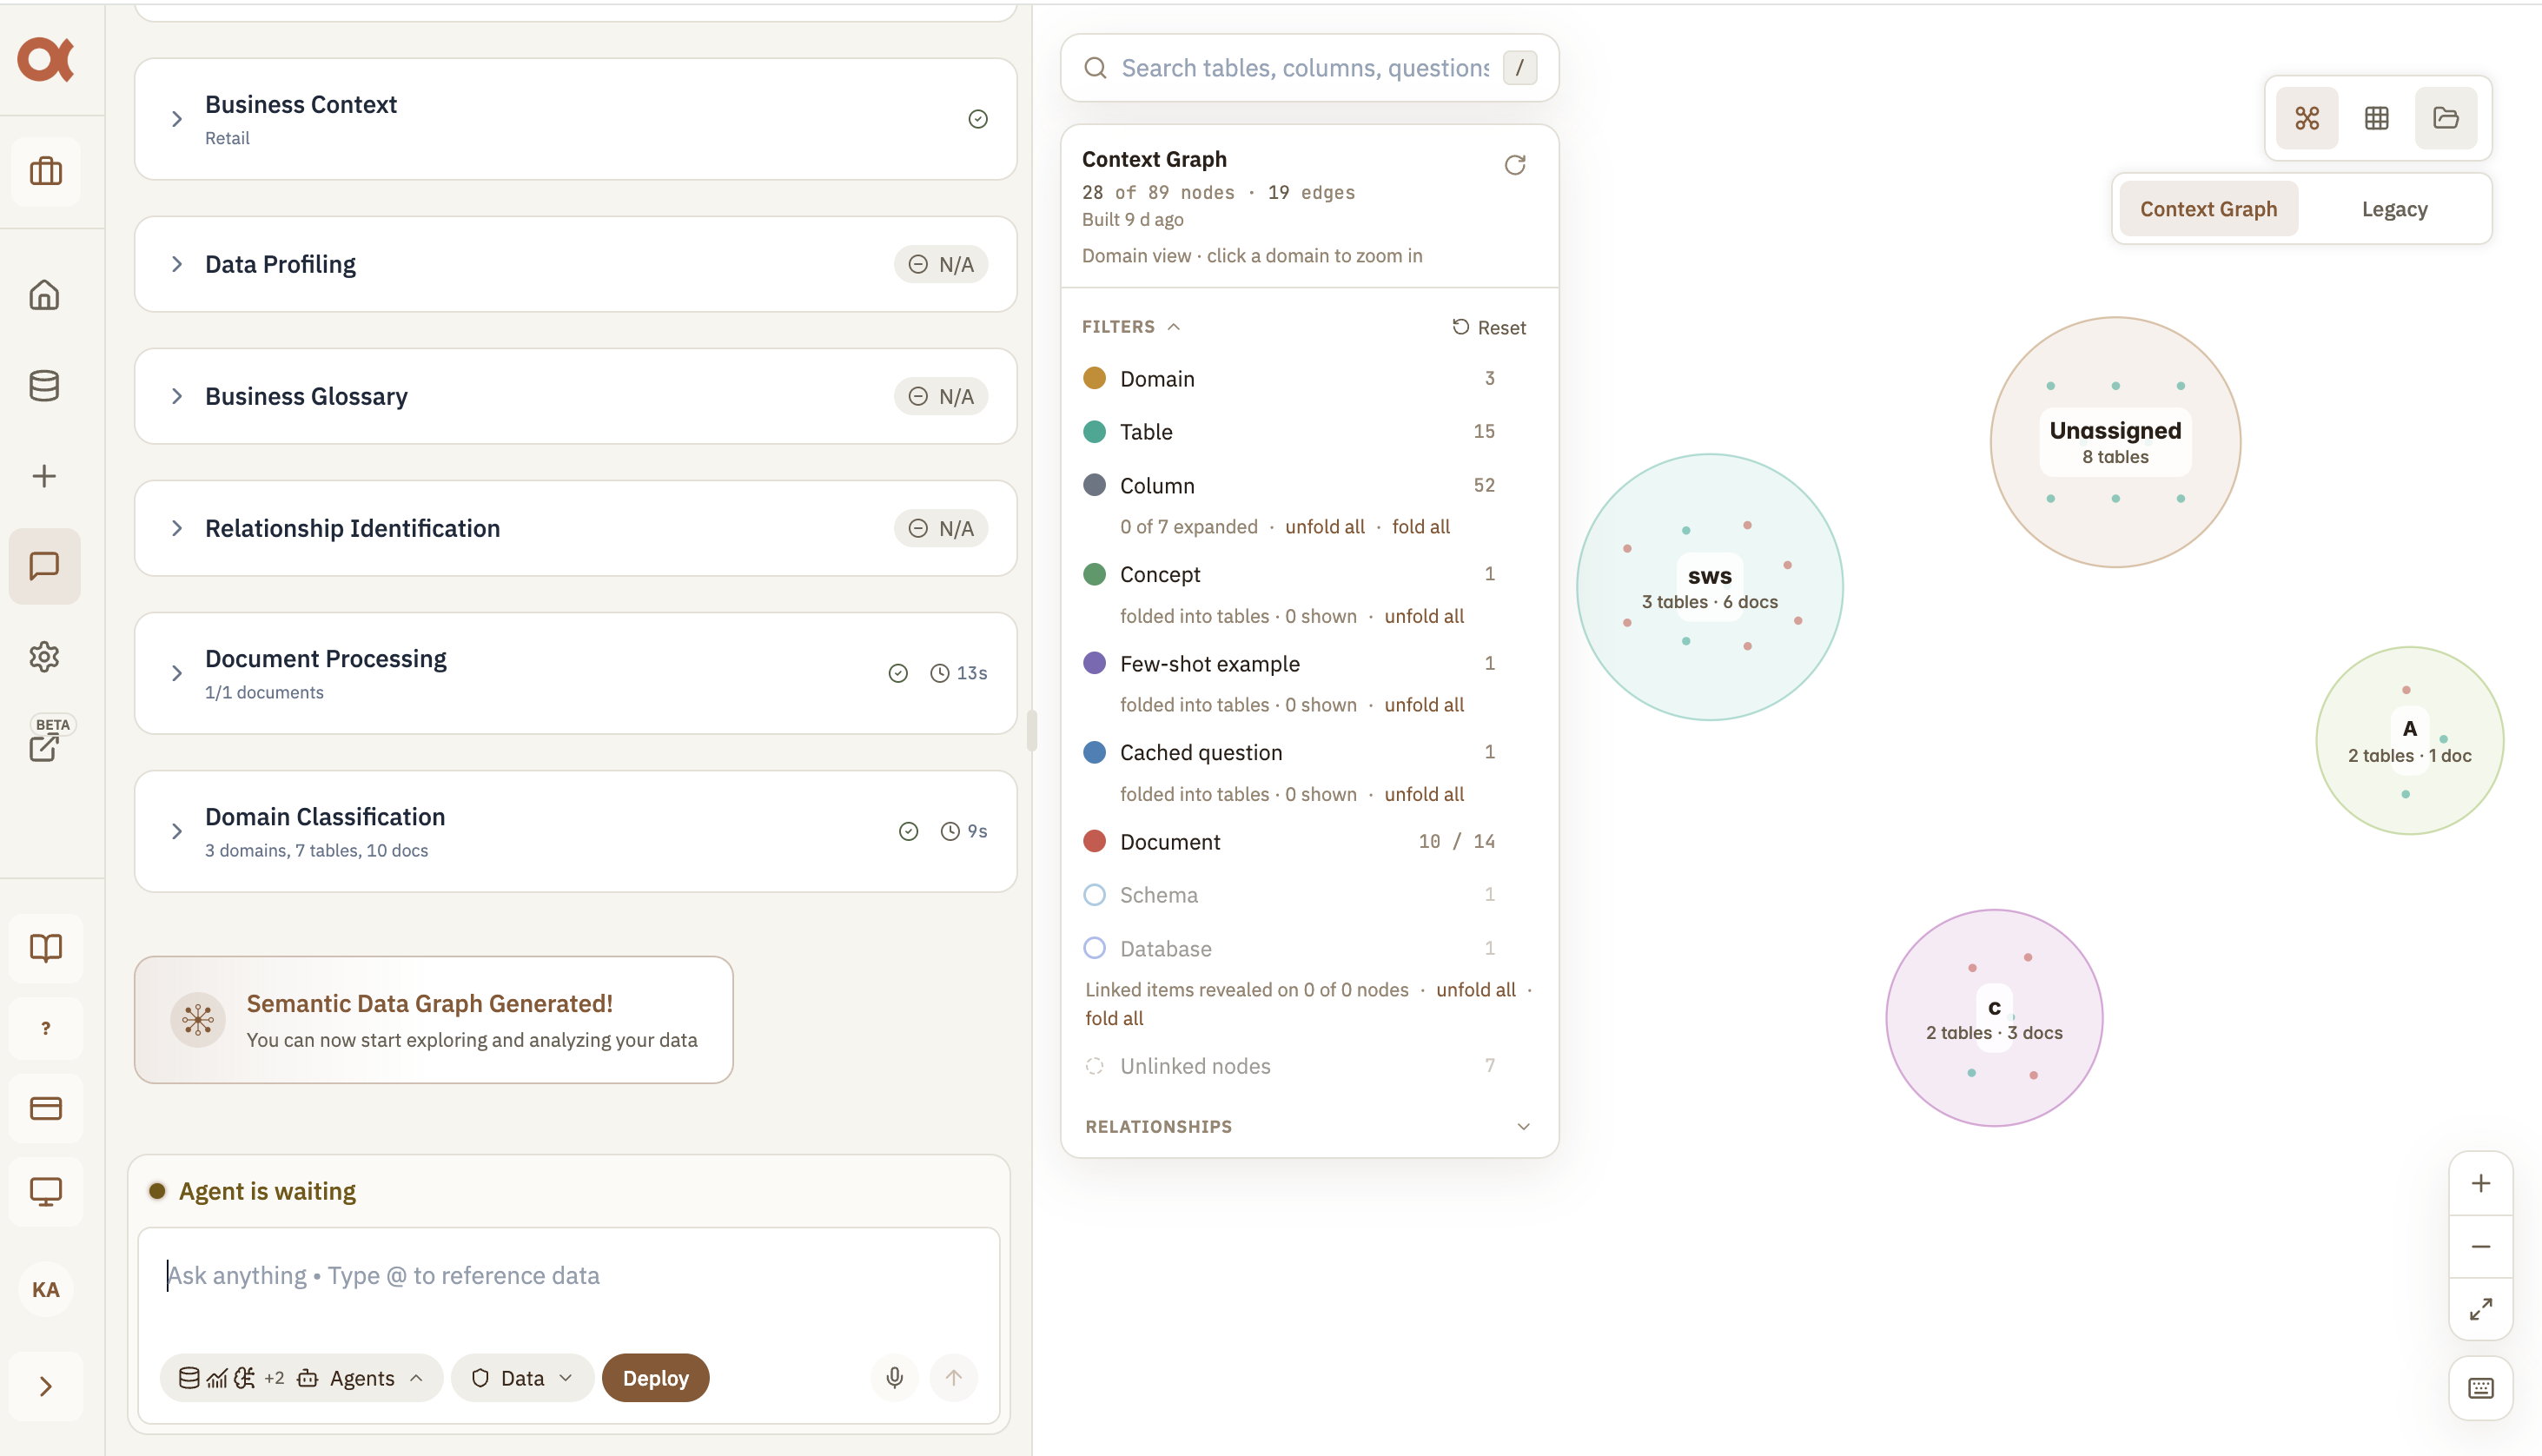 BETA
?
KA
Business Context
Retail
Data Profiling
N/A
Business Glossary
N/A
Relationship Identification
N/A
Document Processing
1/1 documents
13s
Domain Classification
3 domains, 7 tables, 10 docs
9s
Semantic Data Graph Generated!
You can now start exploring and analyzing your data
Agent is waiting
Ask anything • Type @ to reference data
+2 Agents
Data
Deploy
Search tables, columns, questions
/
Context Graph
28 of 89 nodes · 19 edges
Built 9 d ago
Domain view · click a domain to zoom in
FILTERS
Reset
Domain 3
Table 15
Column 52
0 of 7 expanded · unfold all · fold all
Concept 1
folded into tables · 0 shown · unfold all
Few-shot example 1
folded into tables · 0 shown · unfold all
Cached question 1
folded into tables · 0 shown · unfold all
Document 10 / 14
Schema 1
Database 1
Linked items revealed on 0 of 0 nodes · unfold all ·
fold all
Unlinked nodes 7
RELATIONSHIPS
Context Graph
Legacy
Unassigned
8 tables
sws
3 tables · 6 docs
A
2 tables · 1 doc
c
2 tables · 3 docs